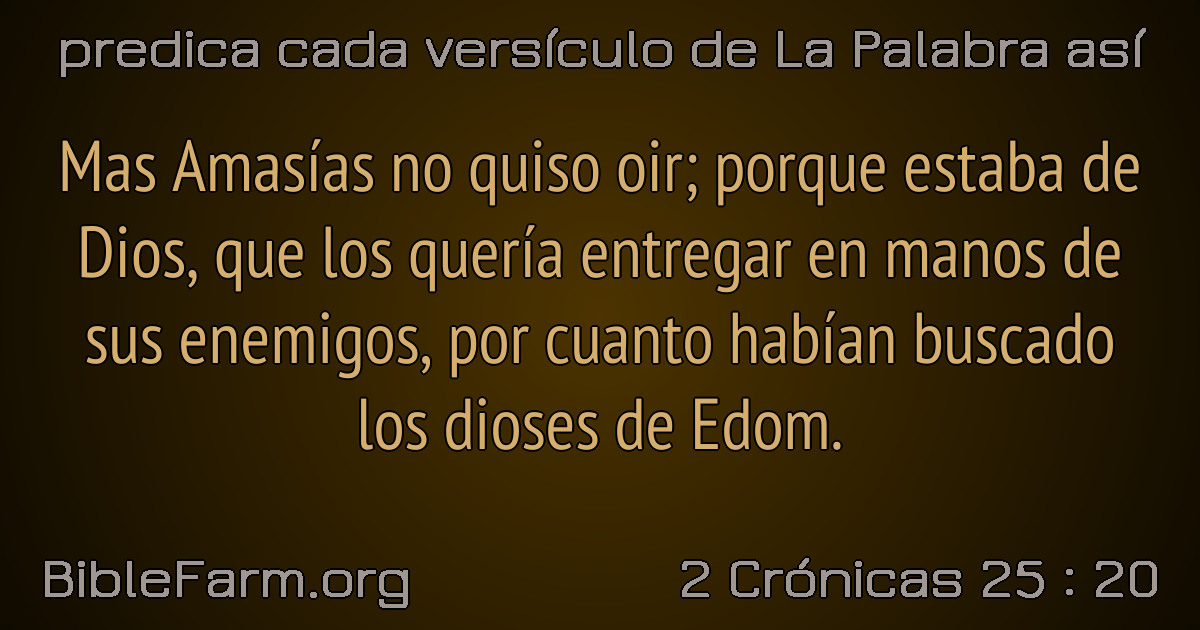 predica cada versículo de La Palabra así
Mas Amasías no quiso oir; porque estaba de
Dios, que los quería entregar en manos de
sus enemigos, por cuanto habían buscado
los dioses de Edom.
BibleFarm.org
2 Crónicas 25 : 20